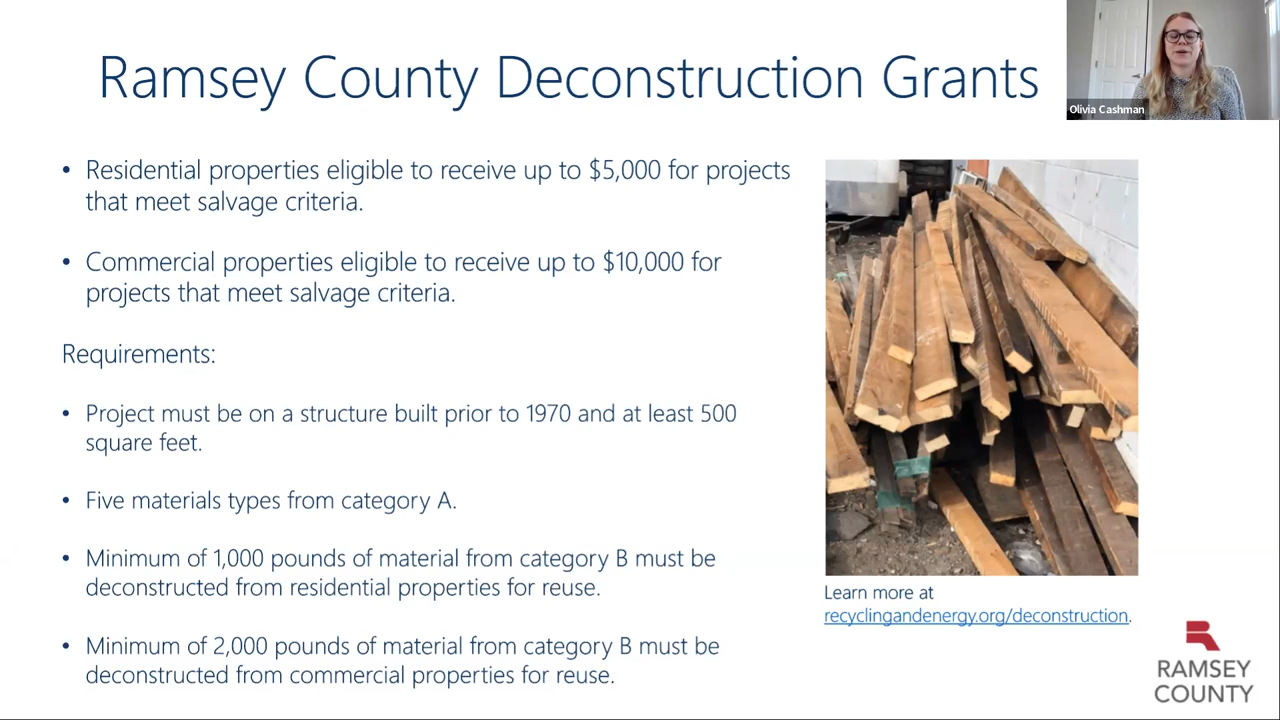 Ramsey County Deconstruction Grants
Olivia Cashman
• Residential properties eligible to receive up to $5,000 for projects
that meet salvage criteria.
• Commercial properties eligible to receive up to $10,000 for
projects that meet salvage criteria.
Requirements:
• Project must be on a structure built prior to 1970 and at least 500
square feet.
• Five materials types from category A.
• Minimum of 1,000 pounds of material from category B must be
deconstructed from residential properties for reuse.
• Minimum of 2,000 pounds of material from category B must be
deconstructed from commercial properties for reuse.
Learn more at
recyclingandenergy.org/deconstruction.
RAMSEY
COUNTY